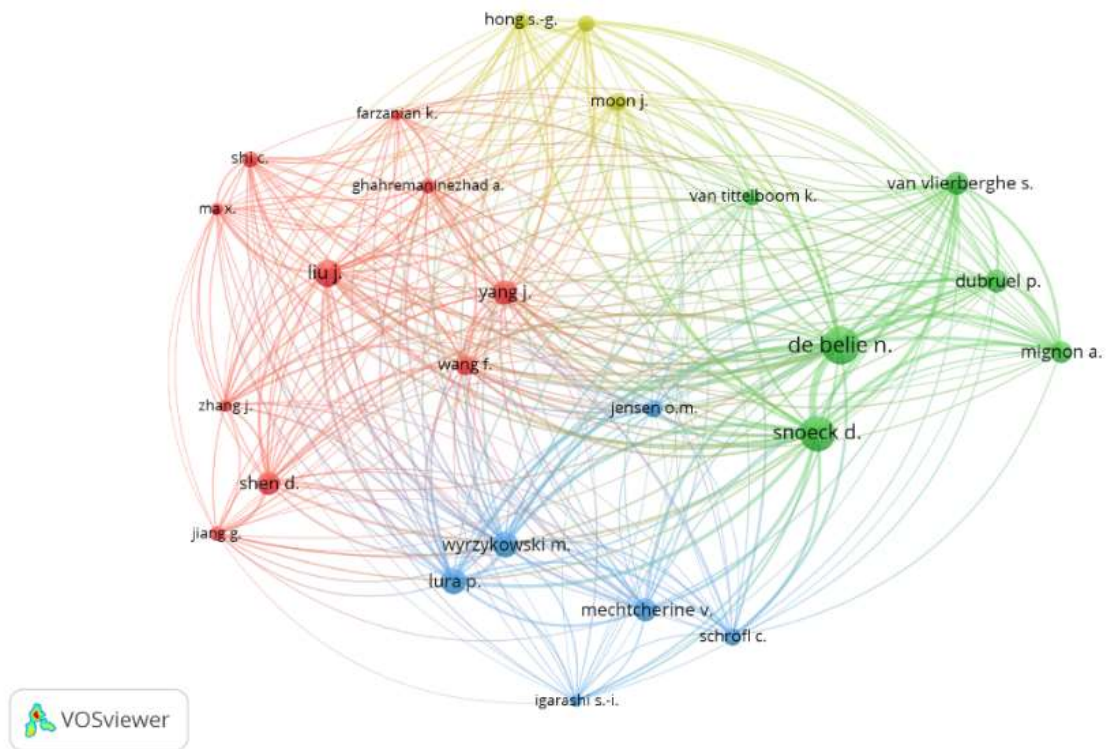 hong s.-g.
moon j.
farzanian k.
shi c.
ghahremaninezhad a.
van vlierberghe s.
van tittelboom k.
ma x.
liu j.
dubruel p.
yang j.
de belie n.
mignon a.
wang f.
zhang j.
jensen o.m.
snoeck d.
shen d.
jiang g.
wyrzykowski m.
lura p.
mechtcherine v.
schröfl c.
igarashi s.-i.
VOSviewer